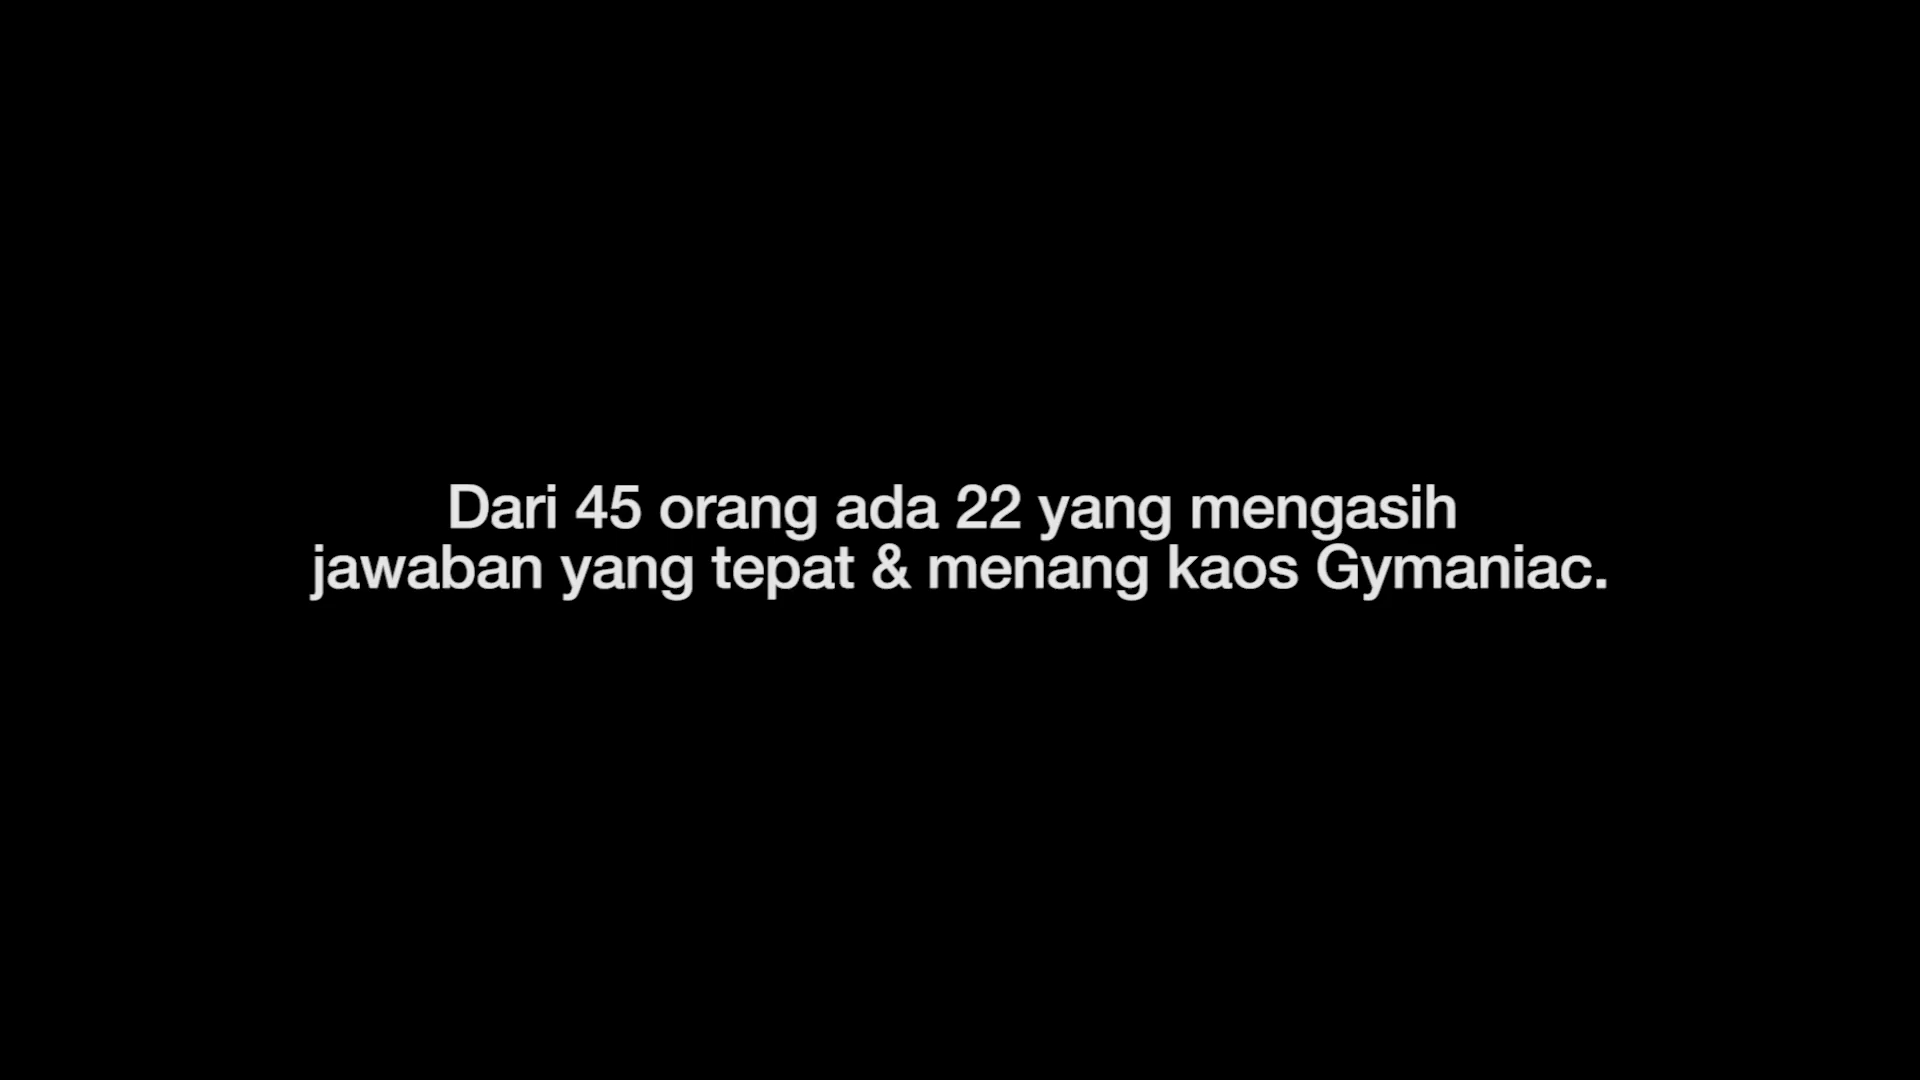 Dari 45 orang ada 22 yang mengasih
jawaban yang tepat & menang kaos Gymaniac.